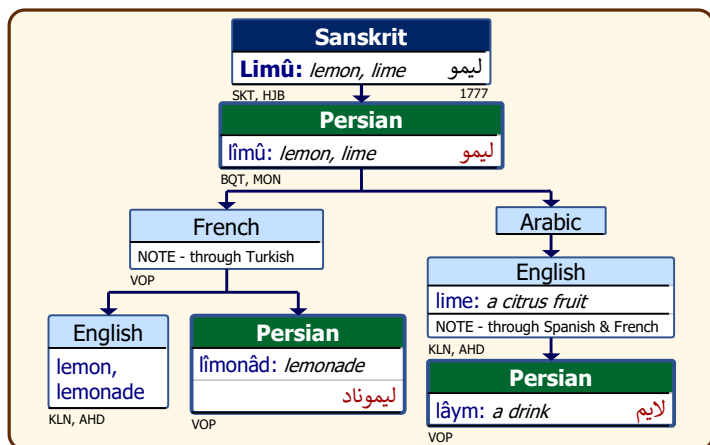 Sanskrit
Limû: lemon, lime ليمو
SKT, HJB 1777
Persian
lîmû: lemon, lime ليمو
BQT, MON
French
NOTE - through Turkish
VOP
Arabic
English
lime: a citrus fruit
NOTE - through Spanish & French
KLN, AHD
English
lemon,
lemonade
KLN, AHD
Persian
lîmonâd: lemonade
ليموناد
VOP
Persian
lâym: a drink لايم
VOP